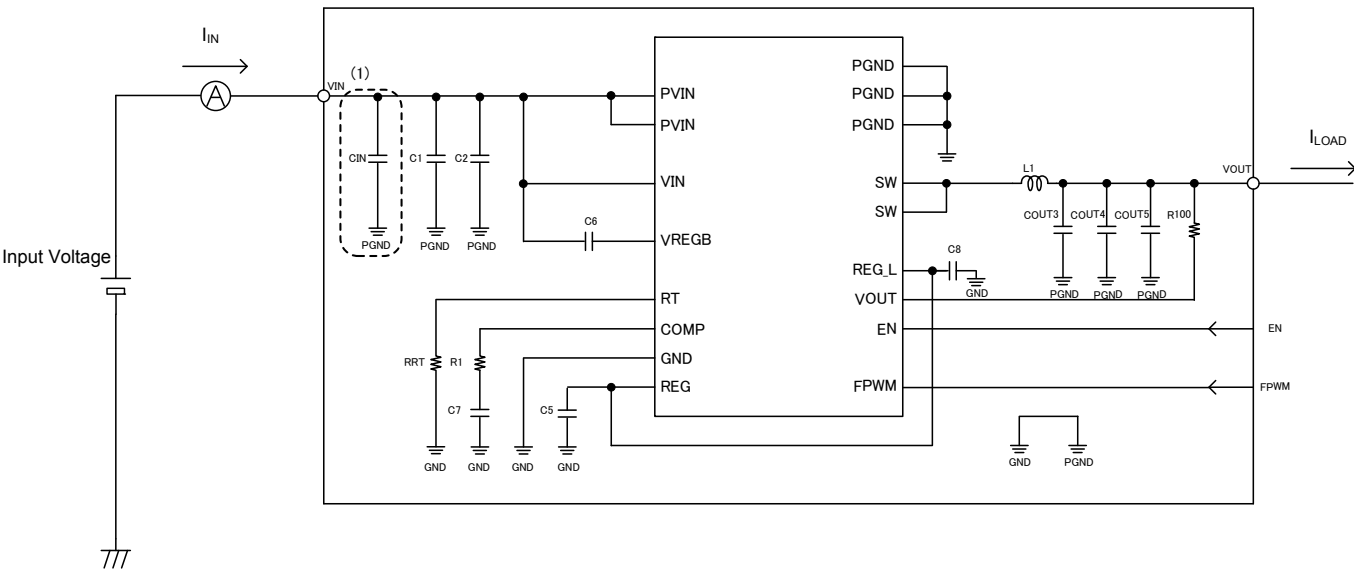 IIN
A
VIN
(1)
CIN
C1
C2
PGND
PGND
PGND
Input Voltage
C6
PVIN
PVIN
VIN
VREGB
RT
COMP
GND
REG
PGND
PGND
PGND
SW
SW
REG_L
VOUT
EN
FPWM
L1
VOUT
ILOAD
COUT3
COUT4
COUT5
R100
C8
GND
PGND
PGND
PGND
EN
FPWM
RRT
R1
C7
C5
GND
GND
GND
GND
GND
PGND